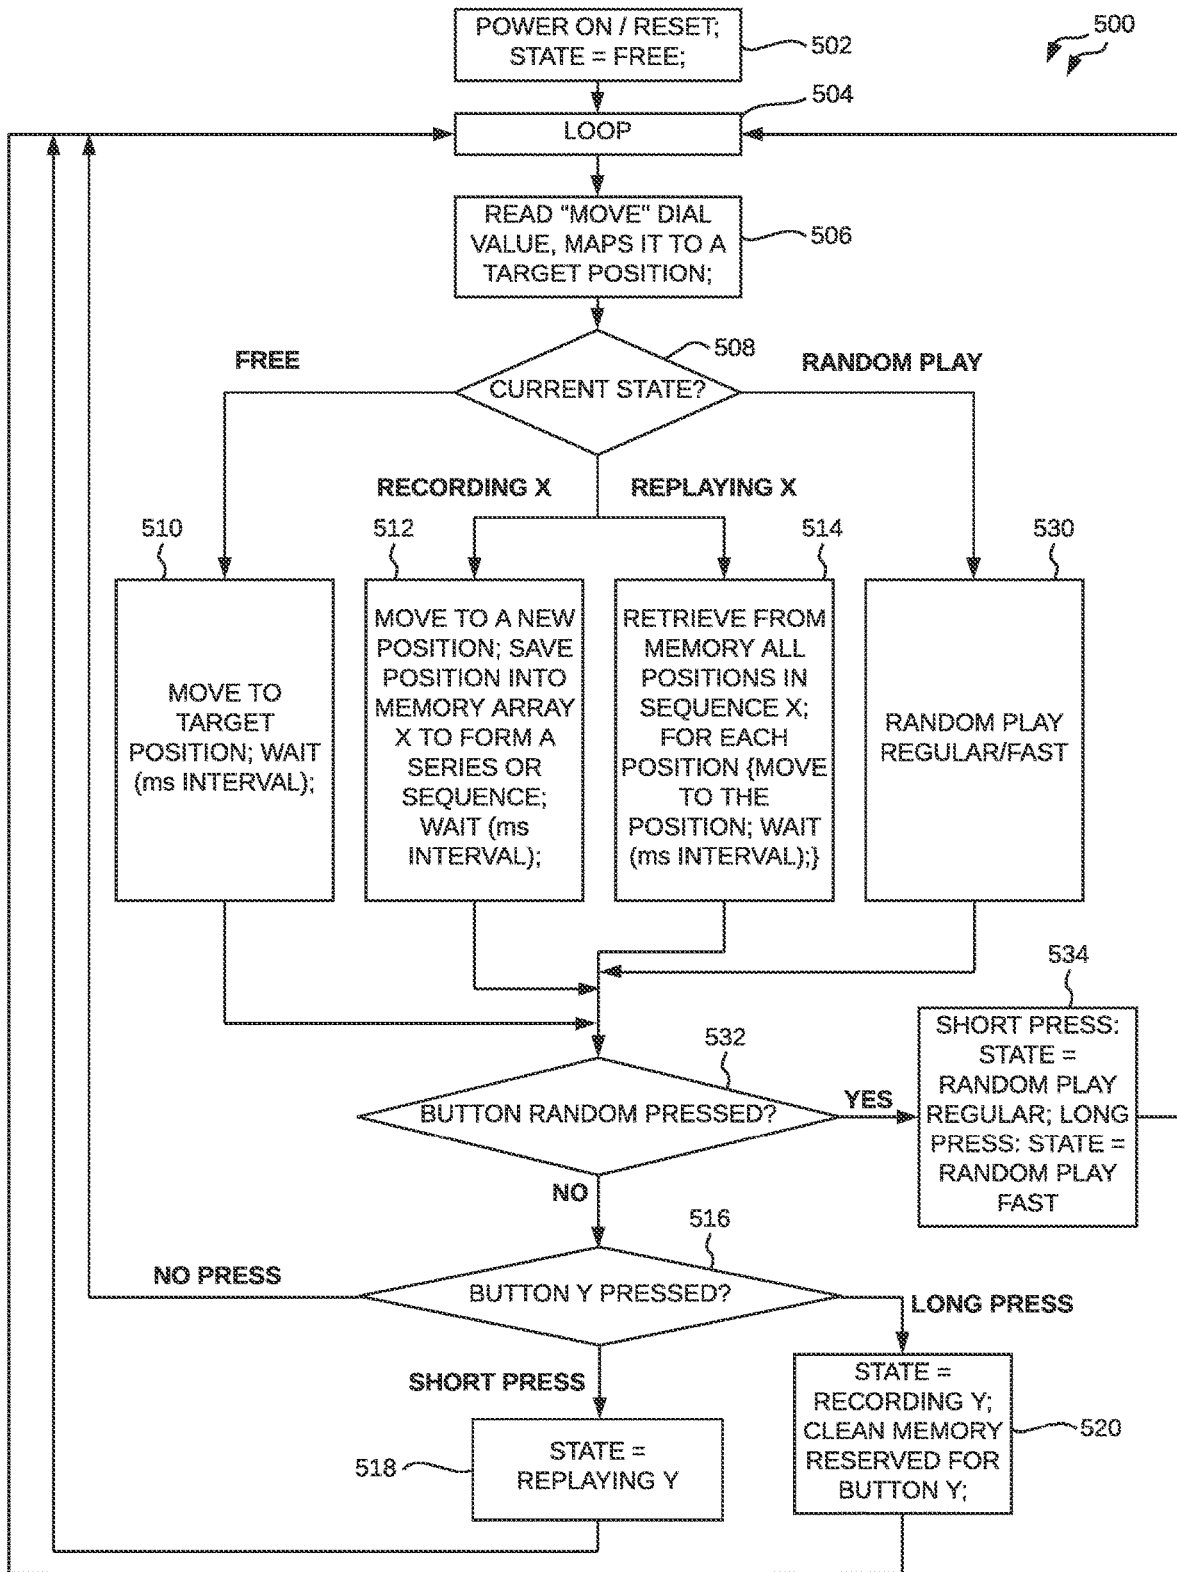 POWER ON / RESET;
STATE = FREE;
502
500
504
LOOP
READ "MOVE" DIAL
VALUE, MAPS IT TO A
TARGET POSITION;
506
508
CURRENT STATE?
FREE
RANDOM PLAY
RECORDING X
REPLAYING X
510
512
514
530
MOVE TO
TARGET
POSITION; WAIT
(ms INTERVAL);
MOVE TO A NEW
POSITION; SAVE
POSITION INTO
MEMORY ARRAY
X TO FORM A
SERIES OR
SEQUENCE;
WAIT (ms
INTERVAL);
RETRIEVE FROM
MEMORY ALL
POSITIONS IN
SEQUENCE X;
FOR EACH
POSITION {MOVE
TO THE
POSITION; WAIT
(ms INTERVAL);}
RANDOM PLAY
REGULAR/FAST
532
BUTTON RANDOM PRESSED?
YES
534
SHORT PRESS:
STATE =
RANDOM PLAY
REGULAR; LONG
PRESS: STATE =
RANDOM PLAY
FAST
NO
516
BUTTON Y PRESSED?
NO PRESS
LONG PRESS
SHORT PRESS
518
STATE =
REPLAYING Y
STATE =
RECORDING Y;
CLEAN MEMORY
RESERVED FOR
BUTTON Y;
520